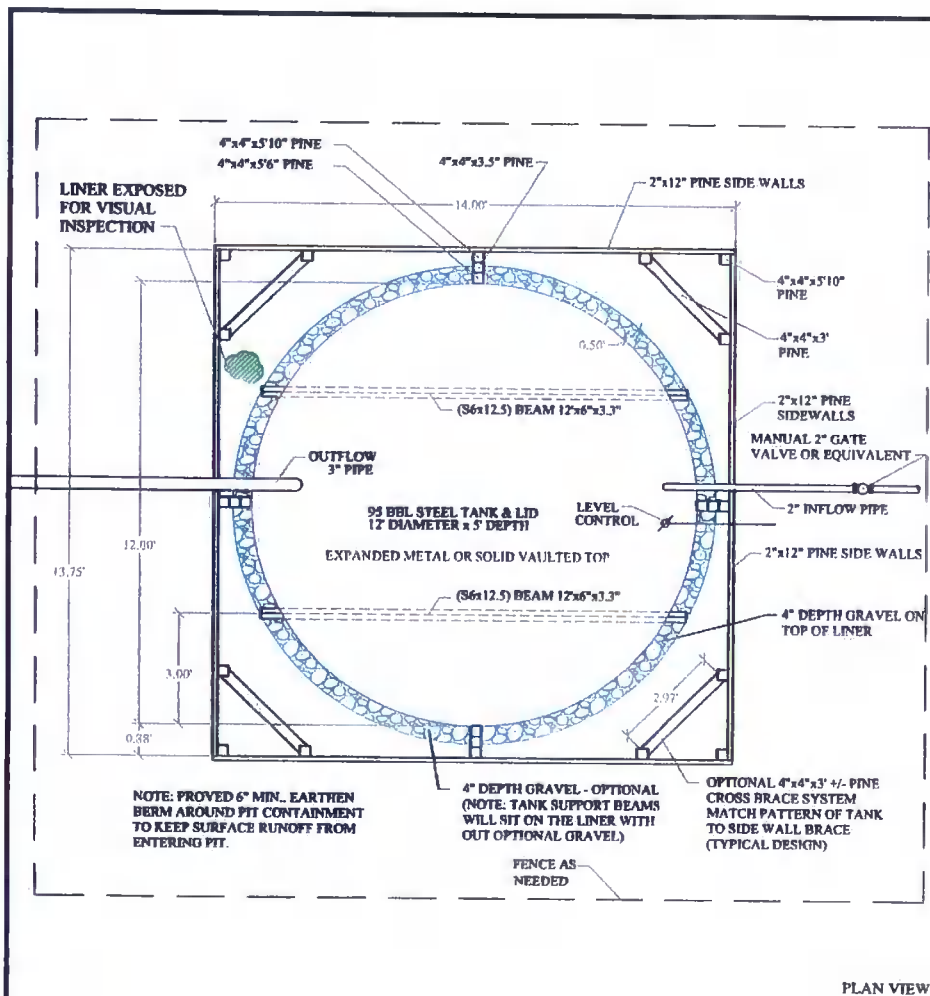 4"x4"x5'10" PINE
4"x4"x5'6" PINE
4"x4"x3.5" PINE
2"x12" PINE SIDE WALLS
LINER EXPOSED
FOR VISUAL
INSPECTION
14.00'
4"x4"x5'10"
PINE
4"x4"x3'
PINE
0.50'
(S6x12.5) BEAM 12'x6"x3.3"
2"x12" PINE
SIDEWALLS
MANUAL 2" GATE
VALVE OR EQUIVALENT
OUTFLOW
3" PIPE
95 BBL STEEL TANK & LID
12' DIAMETER x 5' DEPTH
LEVEL
CONTROL
2" INFLOW PIPE
12.00'
13.75'
EXPANDED METAL OR SOLID VAULTED TOP
2"x12" PINE SIDE WALLS
(S6x12.5) BEAM 12'x6"x3.3"
4" DEPTH GRAVEL ON
TOP OF LINER
3.00'
2.97'
0.88'
NOTE: PROVED 6" MIN., EARTHEN
BERM AROUND PIT CONTAINMENT
TO KEEP SURFACE RUNOFF FROM
ENTERING PIT.
4" DEPTH GRAVEL - OPTIONAL
(NOTE: TANK SUPPORT BEAMS
WILL SIT ON THE LINER WITH
OUT OPTIONAL GRAVEL)
OPTIONAL 4"x4"x3' +/- PINE
CROSS BRACE SYSTEM
MATCH PATTERN OF TANK
TO SIDE WALL BRACE
(TYPICAL DESIGN)
FENCE AS
NEEDED
PLAN VIEW